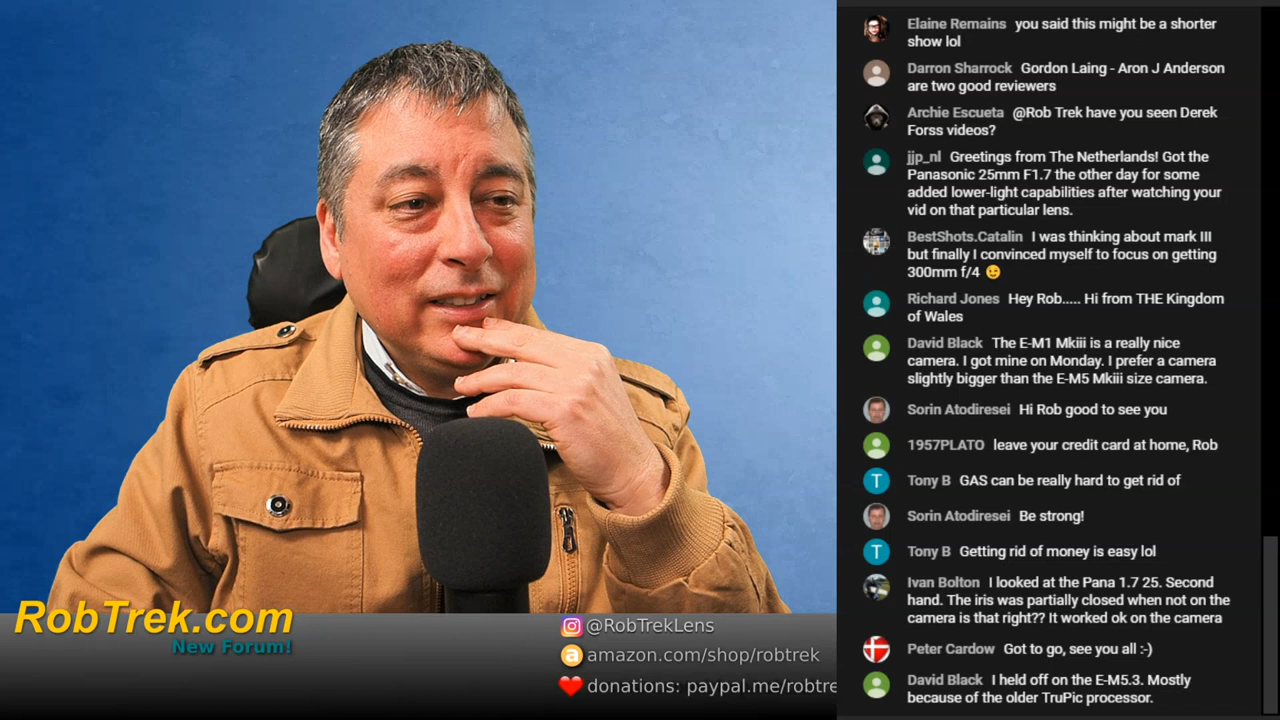 RobTrek.com
New Forum!
@RobTrekLens
amazon.com/shop/robtrek
donations: paypal.me/robtre
Elaine Remains you said this might be a shorter
show lol
Darron Sharrock Gordon Laing - Aron J Anderson
are two good reviewers
Archie Escueta @Rob Trek have you seen Derek
Forss videos?
jjp_nl Greetings from The Netherlands! Got the
Panasonic 25mm F1.7 the other day for some
added lower-light capabilities after watching your
vid on that particular lens.
BestShots.Catalin I was thinking about mark III
but finally I convinced myself to focus on getting
300mm f/4 😉
Richard Jones Hey Rob..... Hi from THE Kingdom
of Wales
David Black The E-M1 Mkiii is a really nice
camera. I got mine on Monday. I prefer a camera
slightly bigger than the E-M5 Mkiii size camera.
Sorin Atodiresei Hi Rob good to see you
1957PLATO leave your credit card at home, Rob
T Tony B GAS can be really hard to get rid of
Sorin Atodiresei Be strong!
T Tony B Getting rid of money is easy lol
Ivan Bolton I looked at the Pana 1.7 25. Second
hand. The iris was partially closed when not on the
camera is that right?? It worked ok on the camera
Peter Cardow Got to go, see you all :-)
David Black I held off on the E-M5.3. Mostly
because of the older TruPic processor.